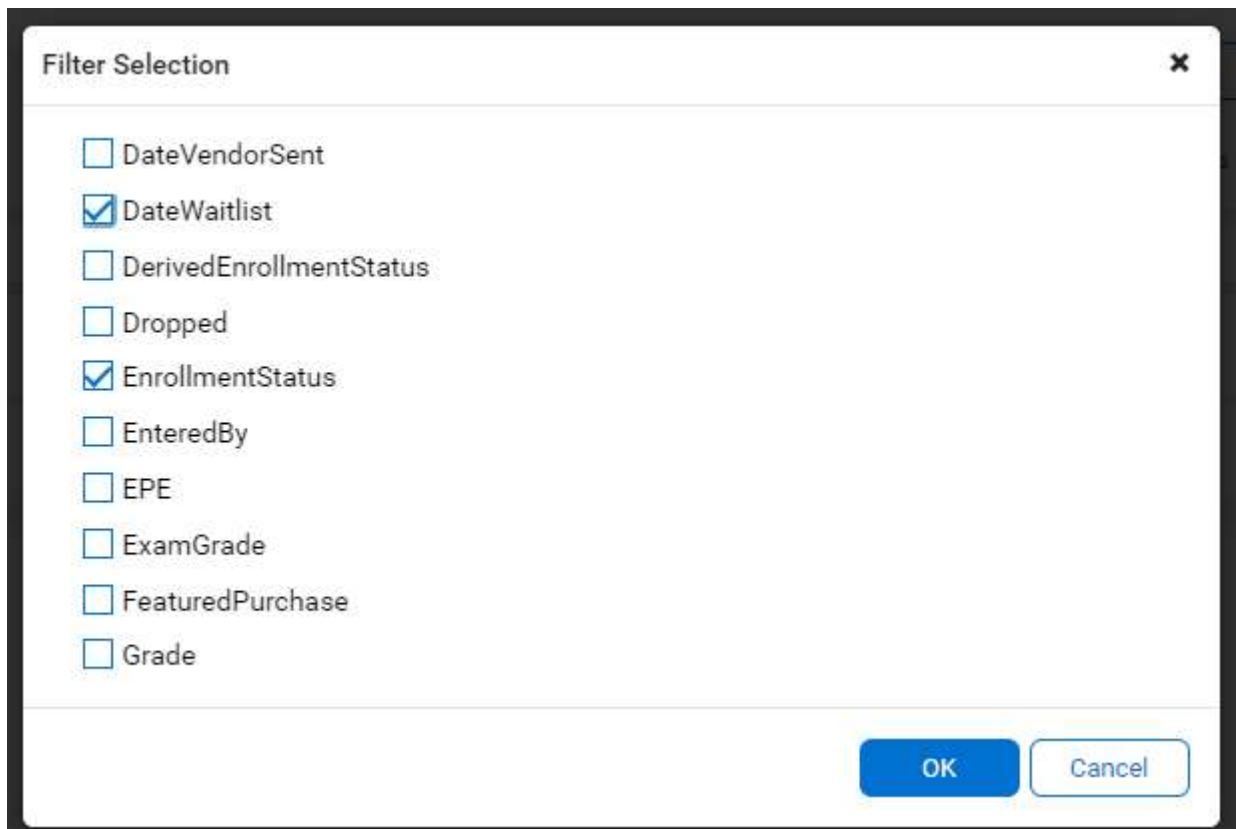 Filter Selection
DateVendorSent
DateWaitlist
DerivedEnrollmentStatus
Dropped
EnrollmentStatus
EnteredBy
EPE
ExamGrade
FeaturedPurchase
Grade
OK Cancel